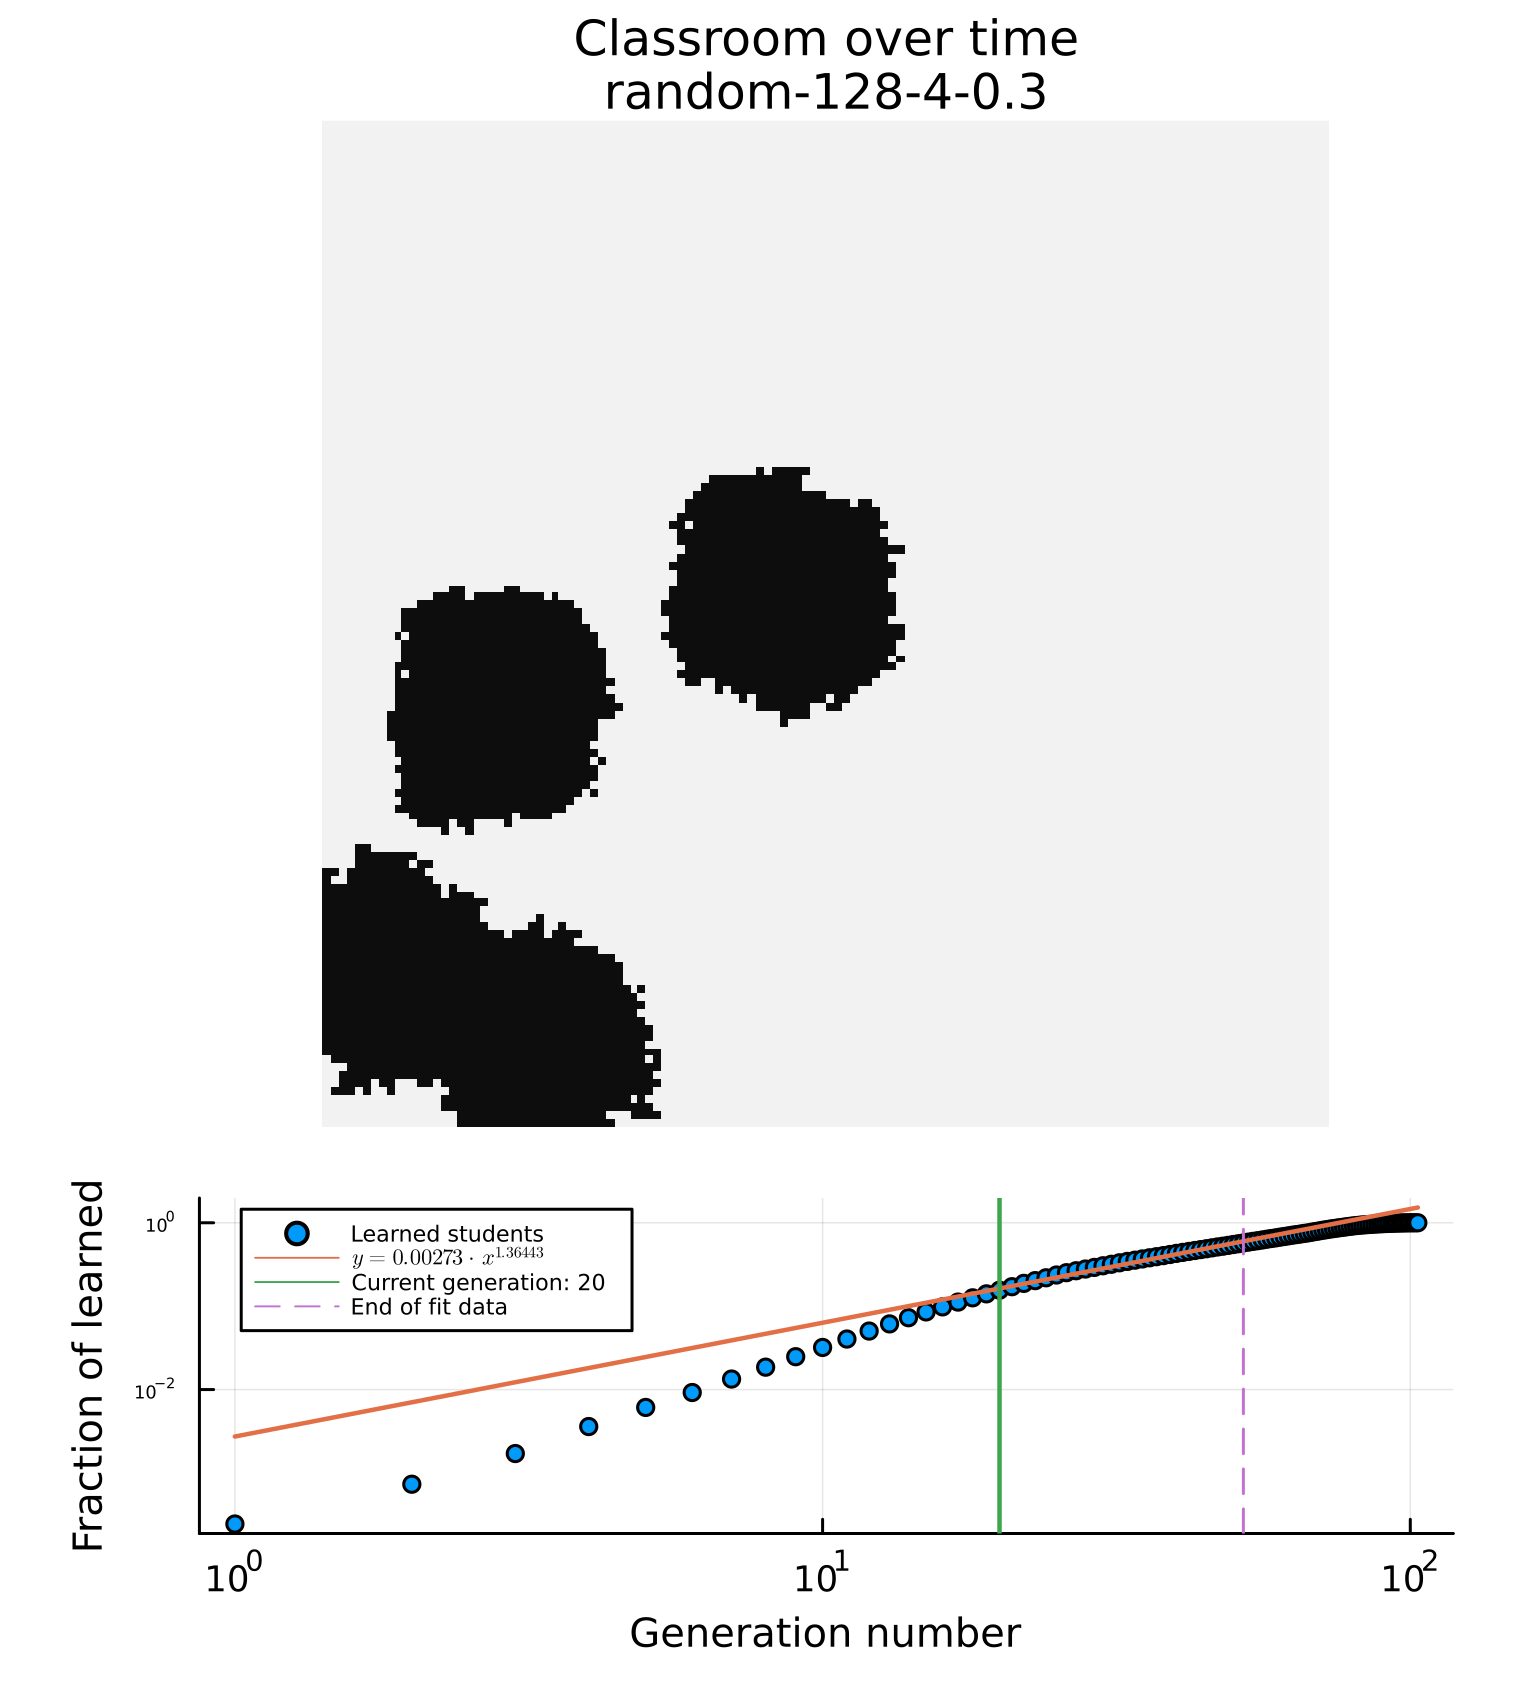 Classroom over time
random-128-4-0.3
Fraction of learned
10^0
10^-2
Learned students
y = 0.00273 · x^1.36443
Current generation: 20
End of fit data
10^0
10^1
10^2
Generation number